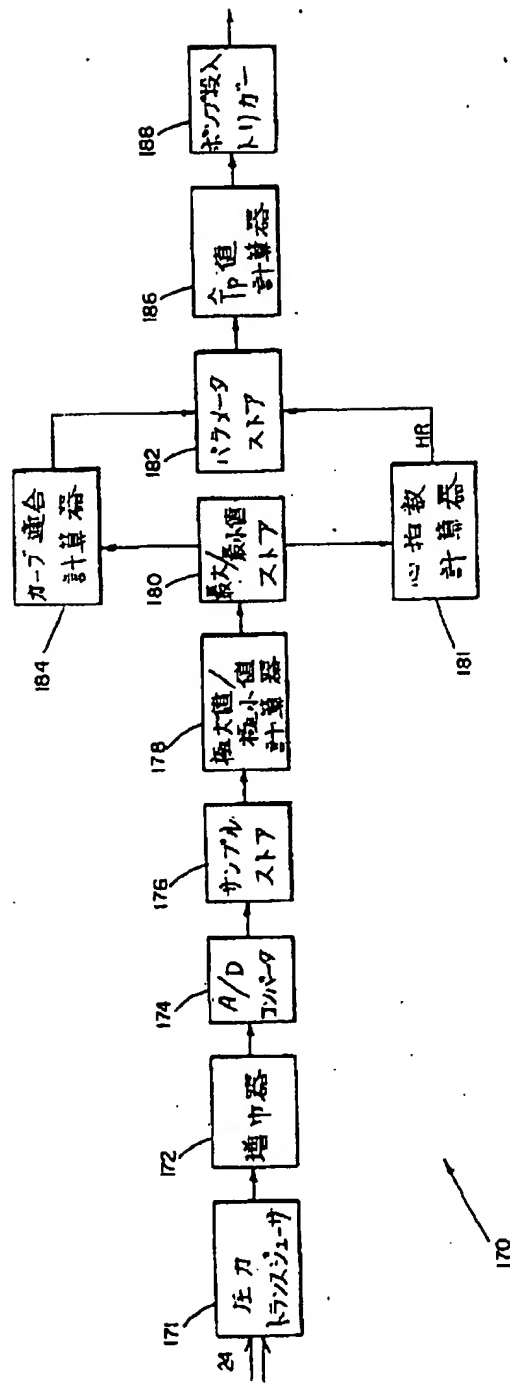 24
171
圧力
トランスジューサ
172
増巾器
174
A/D
コンバータ
176
サンプル
ストア
178
極大値/
極小値
計算器
180
最大/最小値
ストア
184
カーブ適合
計算器
181
心拍数
計算器
HR
182
パラメータ
ストア
186
T̂p値
計算器
188
ポンプ投入
トリガー
170